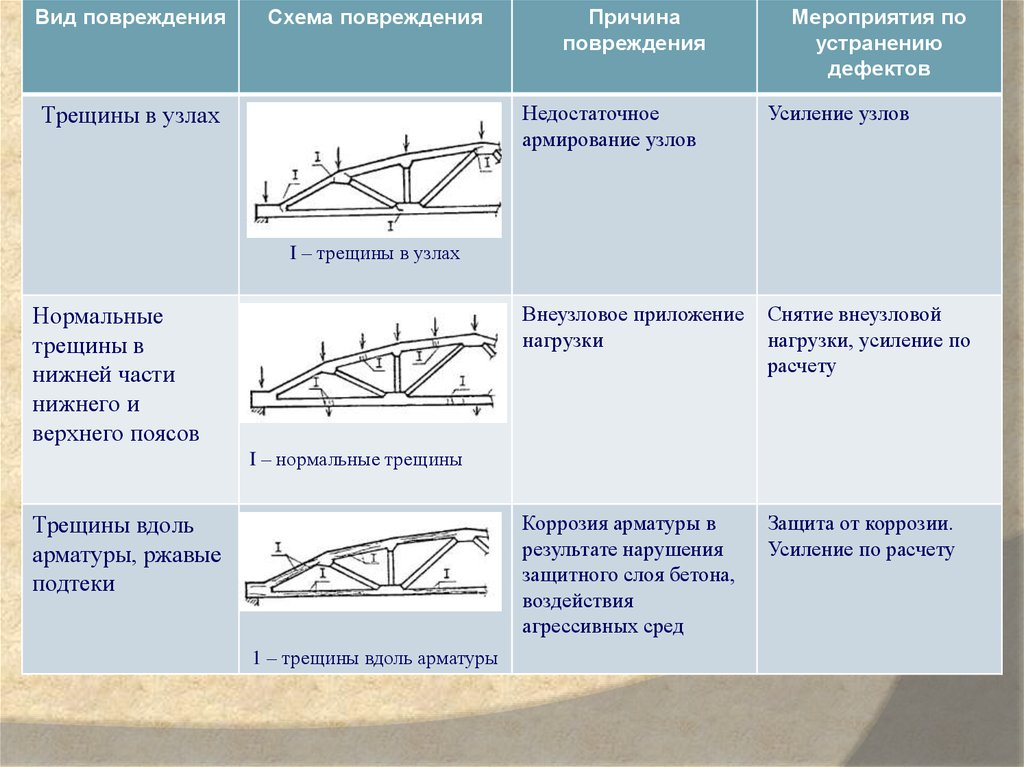 Вид повреждения
Схема повреждения
Причина
повреждения
Мероприятия по
устранению
дефектов
Трещины в узлах
I
I
I
I
I – трещины в узлах
Недостаточное
армирование узлов
Усиление узлов
Нормальные
трещины в
нижней части
нижнего и
верхнего поясов
I
I
I
I
I – нормальные трещины
Внеузловое приложение
нагрузки
Снятие внеузловой
нагрузки, усиление по
расчету
Трещины вдоль
арматуры, ржавые
подтеки
I
I
I
I
1 – трещины вдоль арматуры
Коррозия арматуры в
результате нарушения
защитного слоя бетона,
воздействия
агрессивных сред
Защита от коррозии.
Усиление по расчету